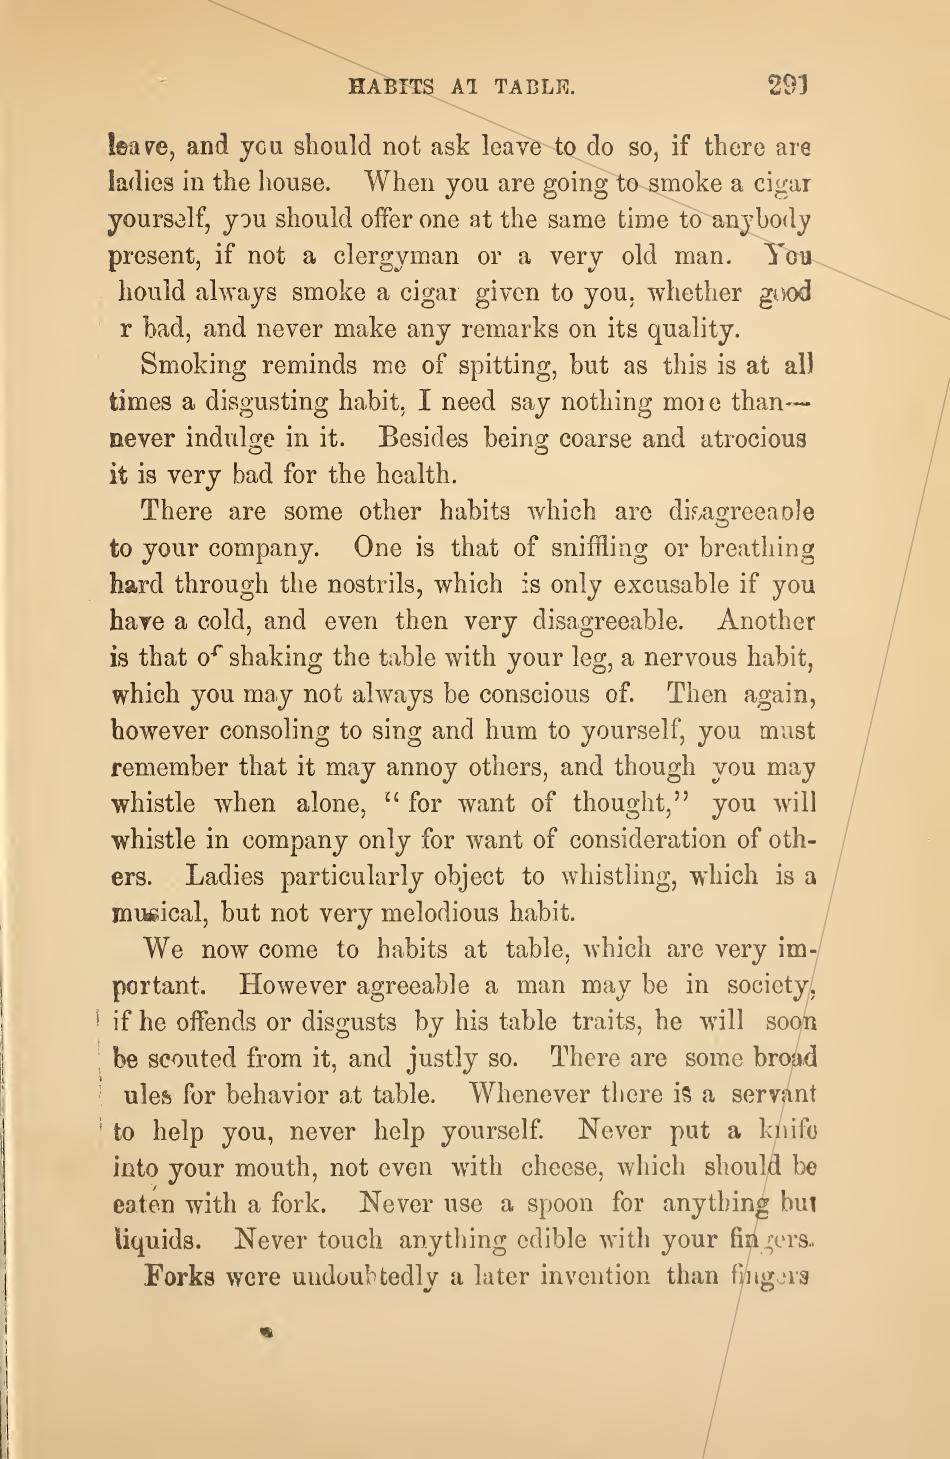 HABITS AT TABLE. 291
leave, and you should not ask leave to do so, if there are
ladies in the house. When you are going to smoke a cigar
yourself, you should offer one at the same time to anybody
present, if not a clergyman or a very old man. You
hould always smoke a cigar given to you, whether good
r bad, and never make any remarks on its quality.
Smoking reminds me of spitting, but as this is at all
times a disgusting habit, I need say nothing more than—
never indulge in it. Besides being coarse and atrocious
it is very bad for the health.
There are some other habits which are disagreeable
to your company. One is that of sniffling or breathing
hard through the nostrils, which is only excusable if you
have a cold, and even then very disagreeable. Another
is that of shaking the table with your leg, a nervous habit,
which you may not always be conscious of. Then again,
however consoling to sing and hum to yourself, you must
remember that it may annoy others, and though you may
whistle when alone, “ for want of thought,” you will
whistle in company only for want of consideration of oth-
ers. Ladies particularly object to whistling, which is a
musical, but not very melodious habit.
We now come to habits at table, which are very im-
portant. However agreeable a man may be in society,
if he offends or disgusts by his table traits, he will soon
be scouted from it, and justly so. There are some broad
ules for behavior at table. Whenever there is a servant
to help you, never help yourself. Never put a knife
into your mouth, not even with cheese, which should be
eaten with a fork. Never use a spoon for anything but
liquids. Never touch anything edible with your fingers.
Forks were undoubtedly a later invention than fingers